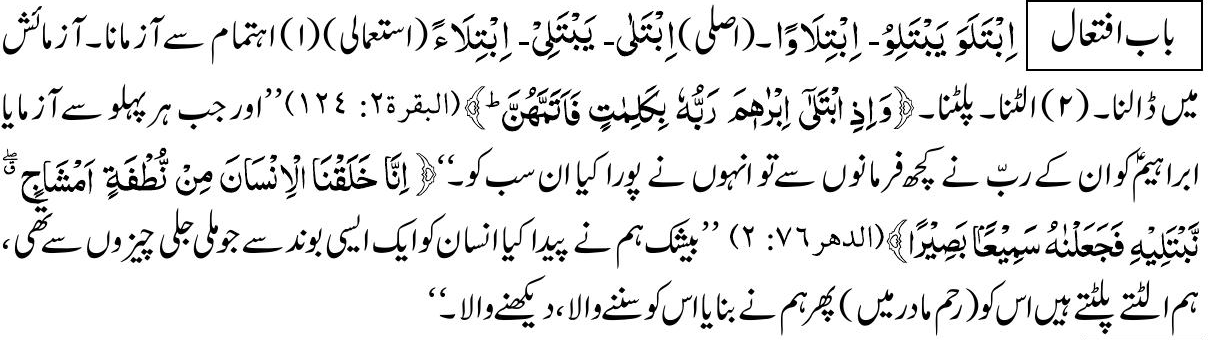 باب افتعال اِبْتَلَوَ يَبْتَلِوُ۔ اِبْتِلَاوًا۔ (اصلی) اِبْتَلٰی۔ يَبْتَلِیْ۔ اِبْتِلَاءً (استعمالی) (۱) اہتمام سے آزمانا۔ آزمائش
میں ڈالنا۔ (۲) الٹنا۔ پلٹنا۔ ﴿وَاِذِ ابْتَلٰٓی اِبْرٰهٖمَ رَبُّهٗ بِكَلِمٰتٍ فَاَتَمَّهُنَّ ؕ﴾ (البقرۃ ۲: ۱۲۴) ’’اور جب ہر پہلو سے آزمایا
ابراہیمؑ کو ان کے ربّ نے کچھ فرمانوں سے تو انہوں نے پورا کیا ان سب کو۔‘‘ ﴿اِنَّا خَلَقْنَا الْاِنْسَانَ مِنْ نُّطْفَةٍ اَمْشَاجٍ ۖۗ
نَّبْتَلِيْهِ فَجَعَلْنٰهُ سَمِيْعًۢا بَصِيْرًا﴾ (الدھر ۷۶: ۲) ’’بیشک ہم نے پیدا کیا انسان کو ایک ایسی بوند سے جو ملی جلی چیزوں سے تھی،
ہم الٹتے پلٹتے ہیں اس کو (رحم مادر میں) پھر ہم نے بنایا اس کو سننے والا، دیکھنے والا۔‘‘